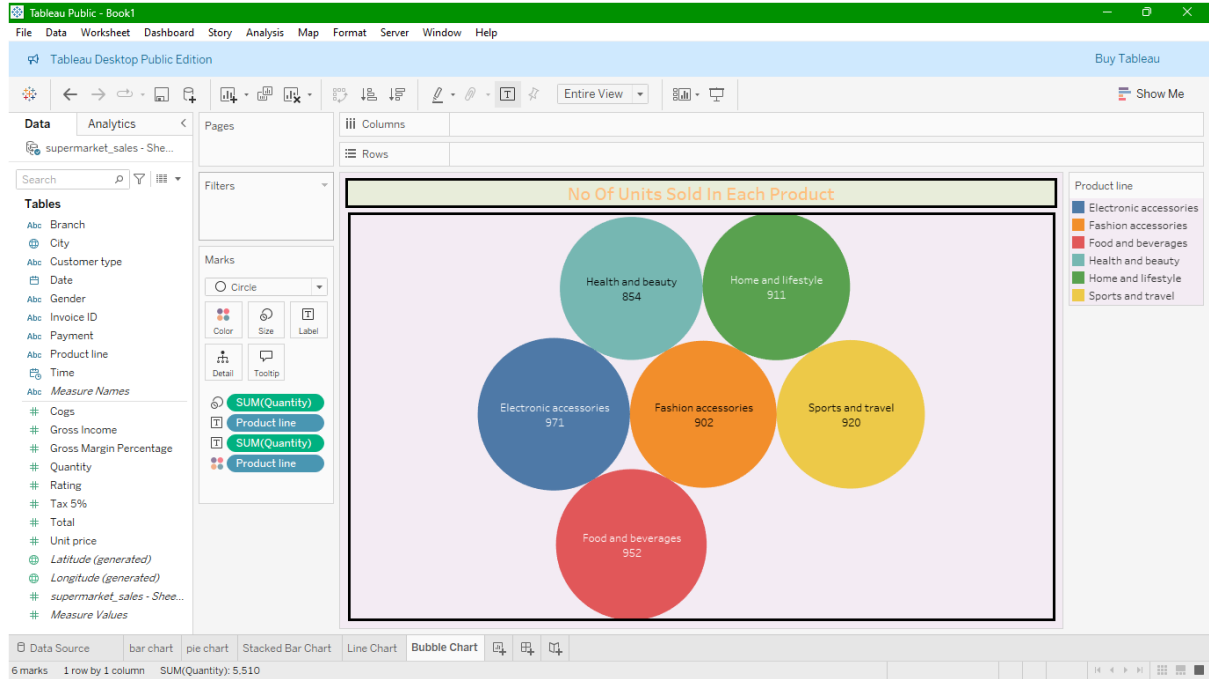 Tableau Public - Book1
File Data Worksheet Dashboard Story Analysis Map Format Server Window Help
Tableau Desktop Public Edition
Buy Tableau
Entire View
Show Me
Data
Analytics
supermarket_sales - She...
Search
Tables
Abc Branch
City
Abc Customer type
Date
Abc Gender
Abc Invoice ID
Abc Payment
Abc Product line
Time
Abc Measure Names
# Cogs
# Gross Income
# Gross Margin Percentage
# Quantity
# Rating
# Tax 5%
# Total
# Unit price
Latitude (generated)
Longitude (generated)
# supermarket_sales - Shee...
# Measure Values
Pages
Filters
Marks
Circle
Color Size Label
Detail Tooltip
SUM(Quantity)
T Product line
T SUM(Quantity)
Product line
Columns
Rows
No Of Units Sold In Each Product
Health and beauty
854
Home and lifestyle
911
Electronic accessories
971
Fashion accessories
902
Sports and travel
920
Food and beverages
952
Product line
Electronic accessories
Fashion accessories
Food and beverages
Health and beauty
Home and lifestyle
Sports and travel
Data Source bar chart pie chart Stacked Bar Chart Line Chart Bubble Chart
6 marks 1 row by 1 column SUM(Quantity): 5,510